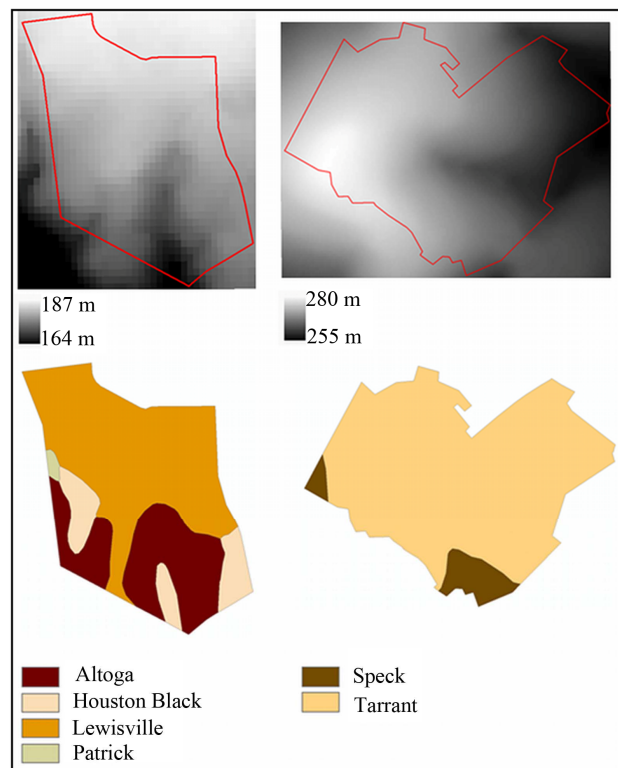 187 m
164 m
280 m
255 m
Altoga
Houston Black
Lewisville
Patrick
Speck
Tarrant